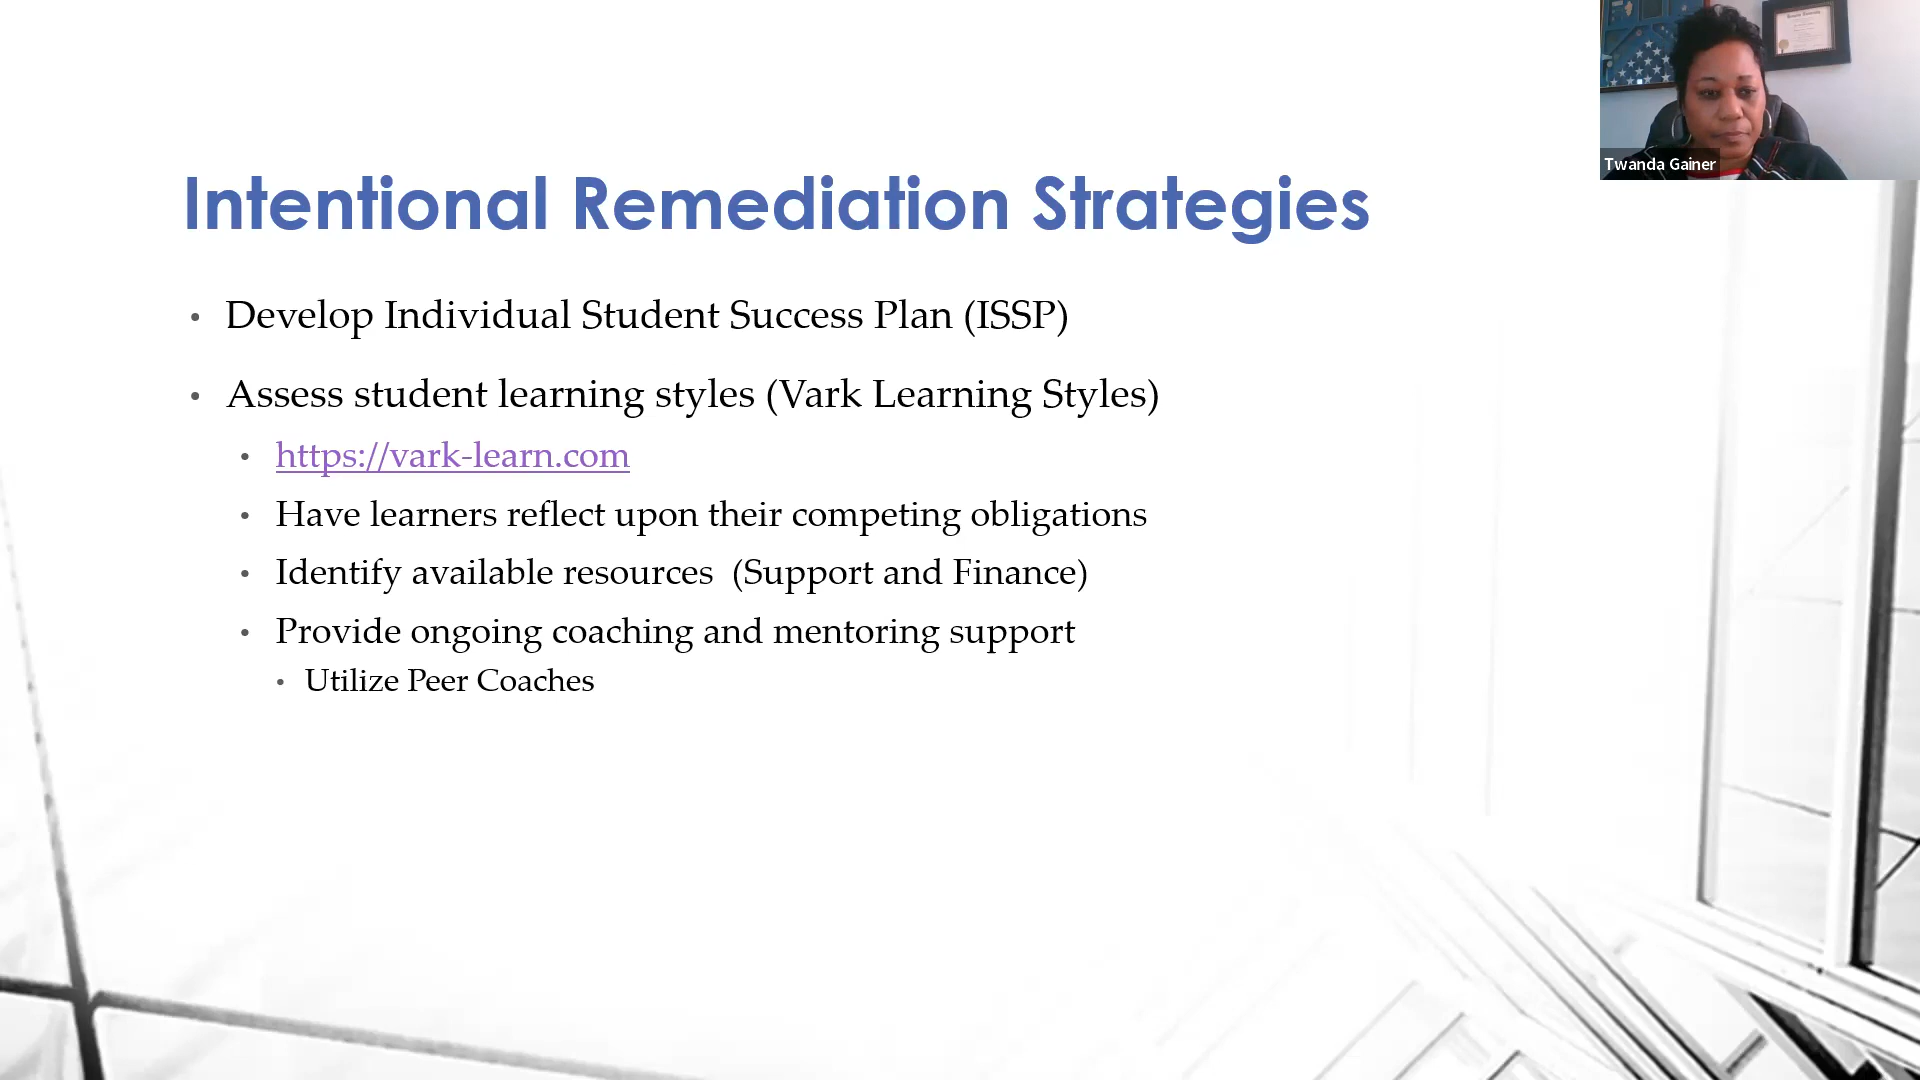 Twanda Gainer
Intentional Remediation Strategies
• Develop Individual Student Success Plan (ISSP)
• Assess student learning styles (Vark Learning Styles)
• https://vark-learn.com
• Have learners reflect upon their competing obligations
• Identify available resources (Support and Finance)
• Provide ongoing coaching and mentoring support
• Utilize Peer Coaches